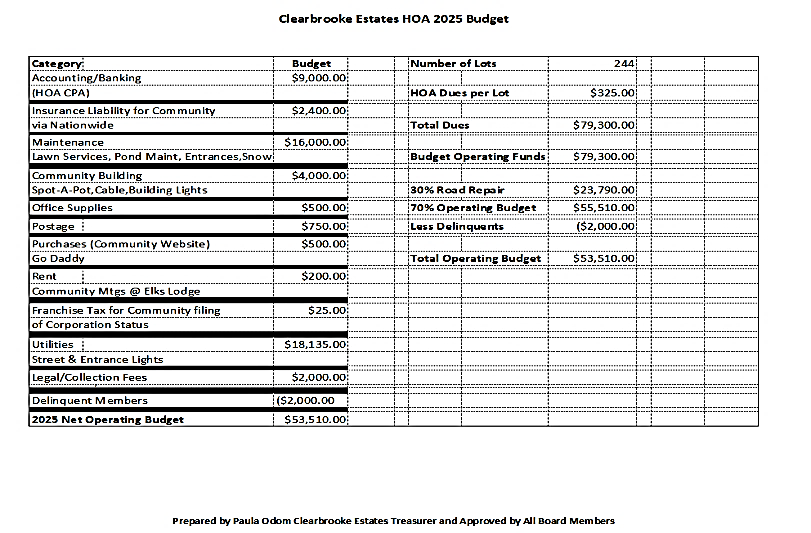 Clearbrooke Estates HOA 2025 Budget
Category Budget Number of Lots 244
Accounting/Banking $9,000.00
(HOA CPA) HOA Dues per Lot $325.00
Insurance Liability for Community $2,400.00
via Nationwide Total Dues $79,300.00
Maintenance $16,000.00
Lawn Services, Pond Maint, Entrances,Snow Budget Operating Funds $79,300.00
Community Building $4,000.00
Spot-A-Pot,Cable,Building Lights 30% Road Repair $23,790.00
Office Supplies $500.00 70% Operating Budget $55,510.00
Postage $750.00 Less Delinquents ($2,000.00
Purchases (Community Website) $500.00
Go Daddy Total Operating Budget $53,510.00
Rent $200.00
Community Mtgs @ Elks Lodge
Franchise Tax for Community filing $25.00
of Corporation Status
Utilities $18,135.00
Street & Entrance Lights
Legal/Collection Fees $2,000.00
Delinquent Members ($2,000.00
2025 Net Operating Budget $53,510.00
Prepared by Paula Odom Clearbrooke Estates Treasurer and Approved by All Board Members